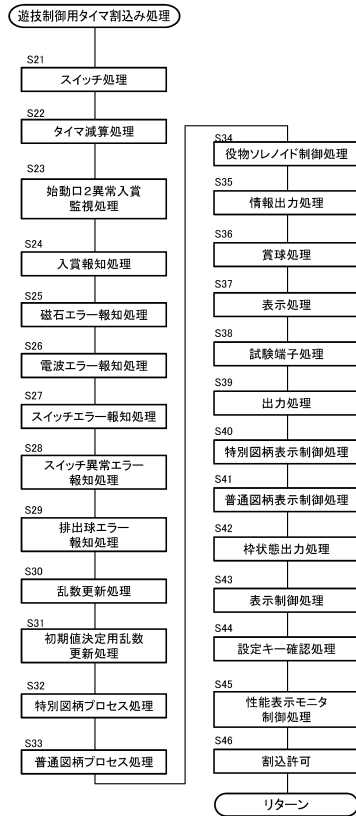 遊技制御用タイマ割込み処理
S21
スイッチ処理
S22
タイマ減算処理
S23
始動口2異常入賞
監視処理
S24
入賞報知処理
S25
磁石エラー報知処理
S26
電波エラー報知処理
S27
スイッチエラー報知処理
S28
スイッチ異常エラー
報知処理
S29
排出球エラー
報知処理
S30
乱数更新処理
S31
初期値決定用乱数
更新処理
S32
特別図柄プロセス処理
S33
普通図柄プロセス処理
S34
役物ソレノイド制御処理
S35
情報出力処理
S36
賞球処理
S37
表示処理
S38
試験端子処理
S39
出力処理
S40
特別図柄表示制御処理
S41
普通図柄表示制御処理
S42
枠状態出力処理
S43
表示制御処理
S44
設定キー確認処理
S45
性能表示モニタ
制御処理
S46
割込許可
リターン